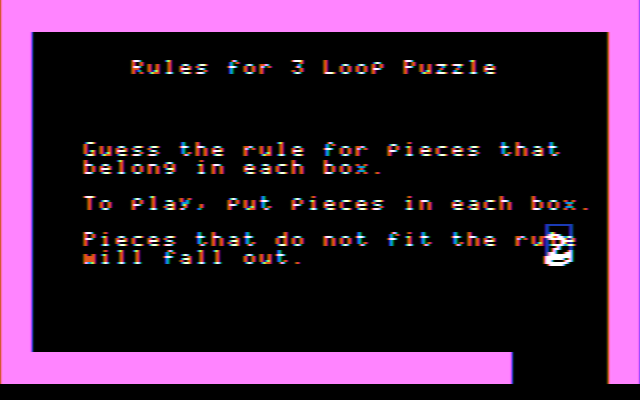 Rules for 3 Loop Puzzle
Guess the rule for pieces that
belong in each box.
To play, put pieces in each box.
Pieces that do not fit the rule
will fall out.